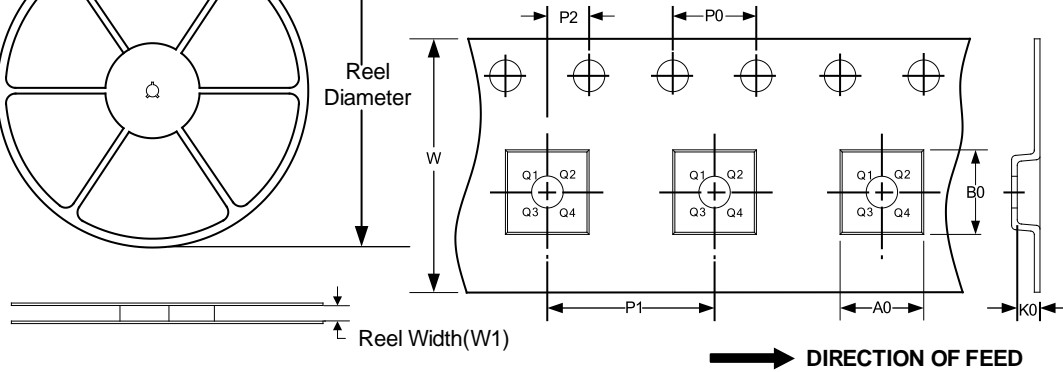 P2
P0
Reel
Diameter
W
Q1 Q2
Q3 Q4
Q1 Q2
Q3 Q4
Q1 Q2
Q3 Q4
B0
P1
A0
K0
Reel Width(W1)
DIRECTION OF FEED